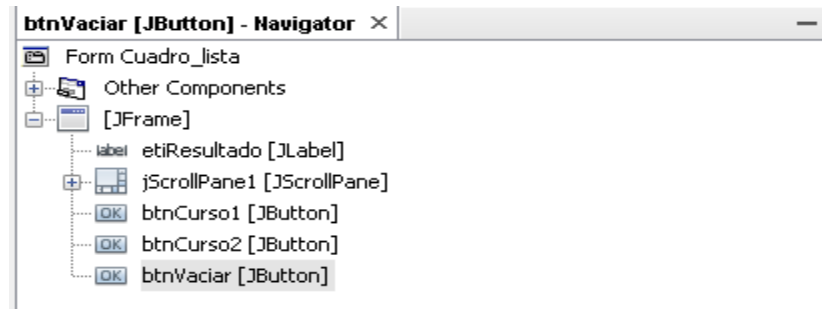 btnVaciar [JButton] - Navigator
Form Cuadro_lista
Other Components
[JFrame]
label etiResultado [JLabel]
jScrollPane1 [JScrollPane]
OK btnCurso1 [JButton]
OK btnCurso2 [JButton]
OK btnVaciar [JButton]